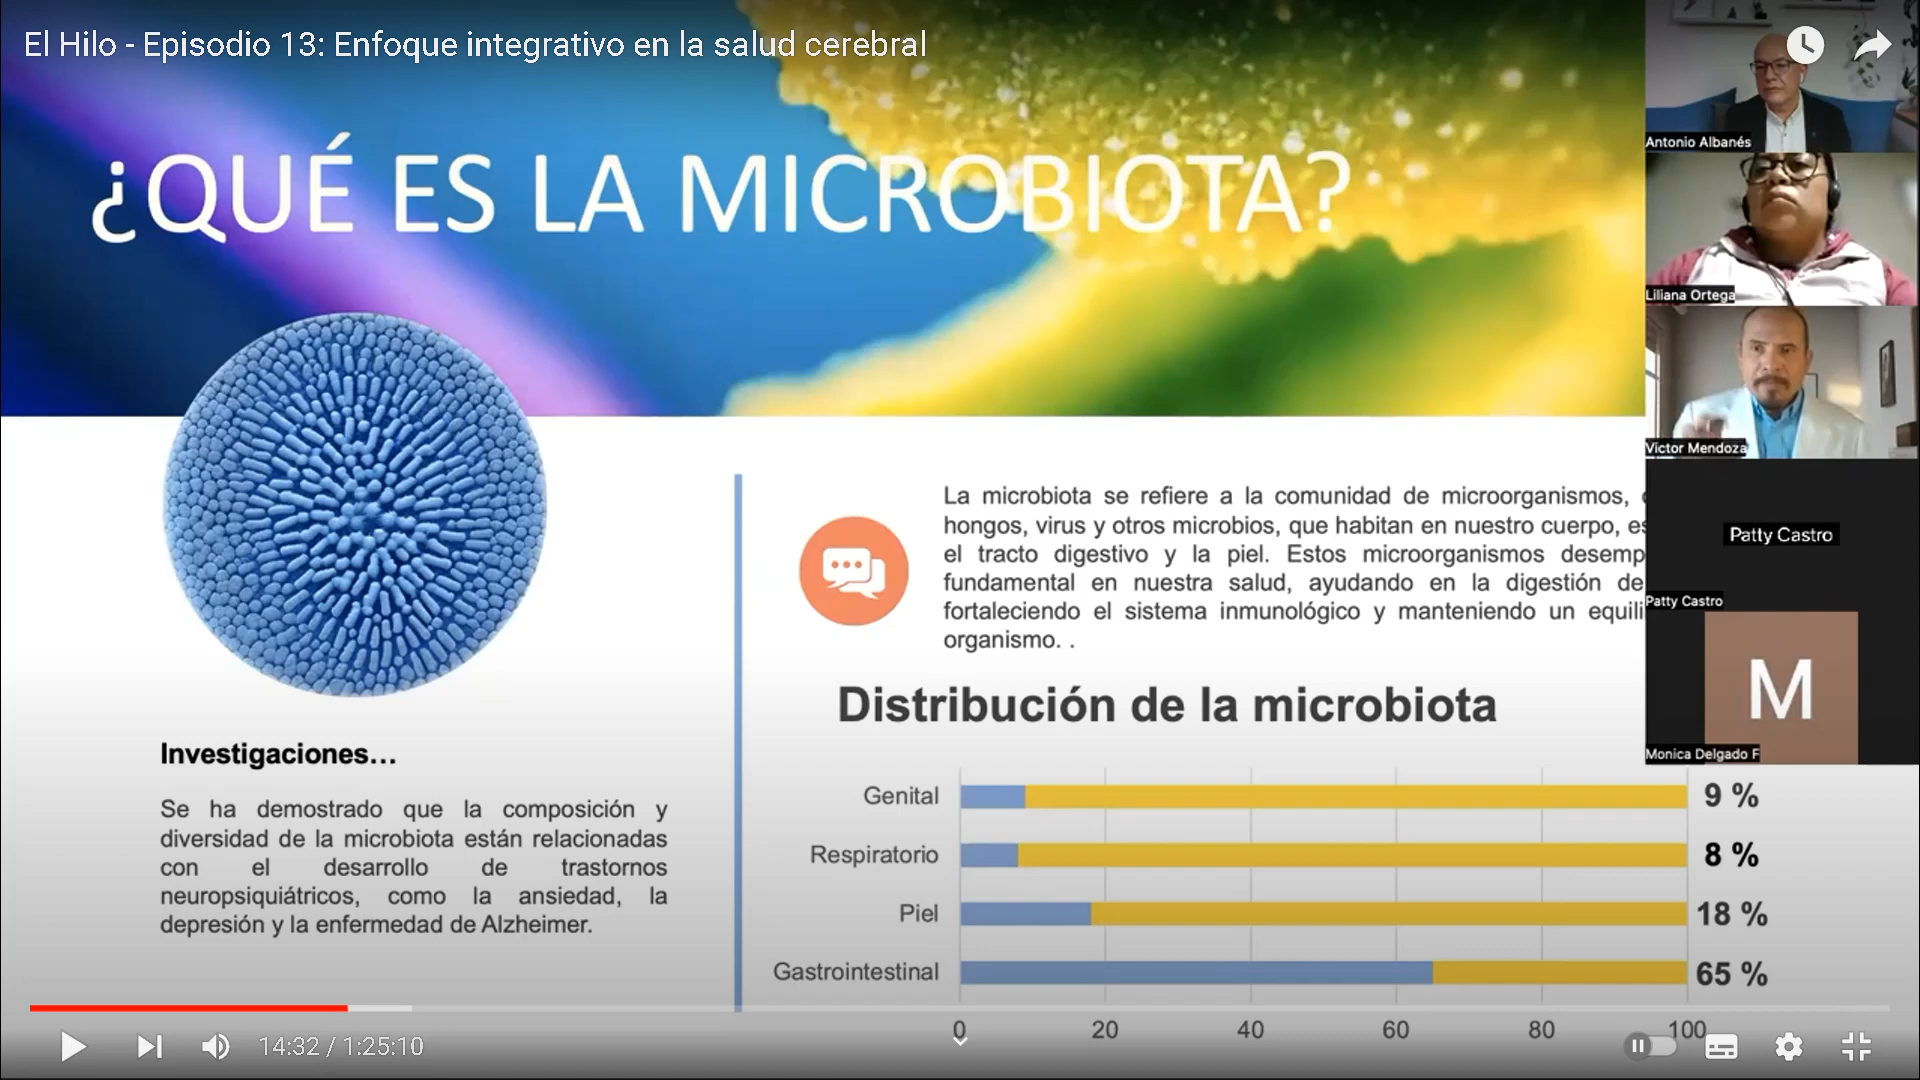 El Hilo - Episodio 13: Enfoque integrativo en la salud cerebral
¿QUÉ ES LA MICROBIOTA?
Antonio Albanés
Liliana Ortega
Victor Mendoza
Patty Castro
Patty Castro
M
Monica Delgado F
La microbiota se refiere a la comunidad de microorganismos,
hongos, virus y otros microbios, que habitan en nuestro cuerpo, es
el tracto digestivo y la piel. Estos microorganismos desemp
fundamental en nuestra salud, ayudando en la digestión de
fortaleciendo el sistema inmunológico y manteniendo un equili
organismo. .
Investigaciones...
Se ha demostrado que la composición y
diversidad de la microbiota están relacionadas
con el desarrollo de trastornos
neuropsiquiátricos, como la ansiedad, la
depresión y la enfermedad de Alzheimer.
Distribución de la microbiota
Genital 9 %
Respiratorio 8 %
Piel 18 %
Gastrointestinal 65 %
0 20 40 60 80 100
14:32 / 1:25:10